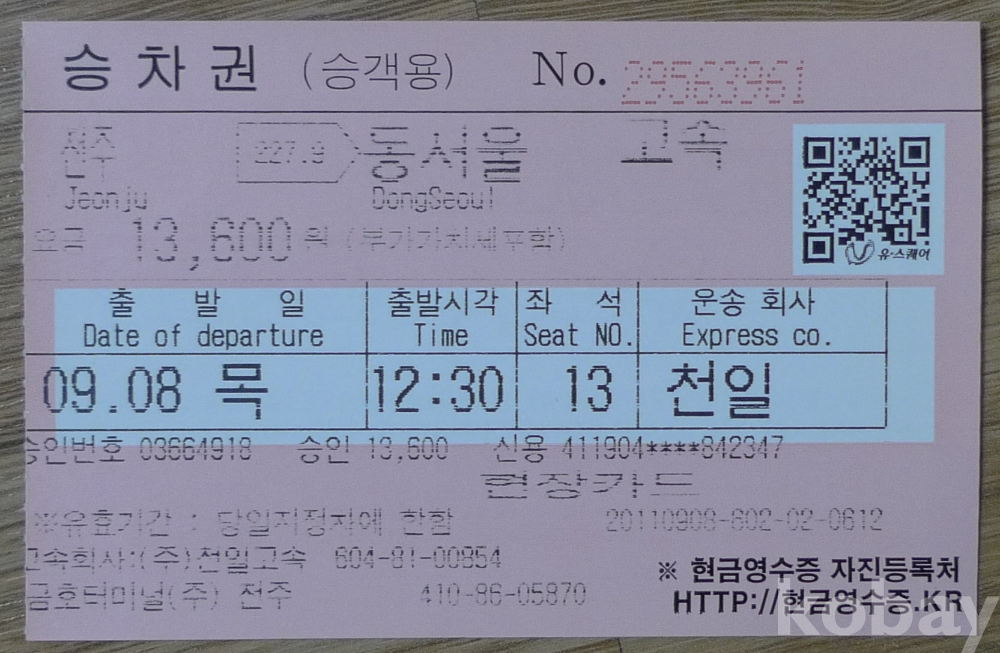 승차권 (승객용) No. 29563961
전주 227.9 동서울 고속
Jeonju DongSeoul
요금 13,600 원 (부가가치세포함)
유·스퀘어
출 발 일 출발시각 좌 석 운송 회사
Date of departure Time Seat NO. Express co.
09.08 목 12:30 13 천일
승인번호 03664918 승인 13,600 신용 411904****842347
현장카드
※유효기간 : 당일지정차에 한함 20110908-602-02-0612
고속회사:(주)천일고속 604-81-00854
금호터미널(주) 전주 410-86-05870
※ 현금영수증 자진등록처
HTTP://현금영수증.KR
kobay